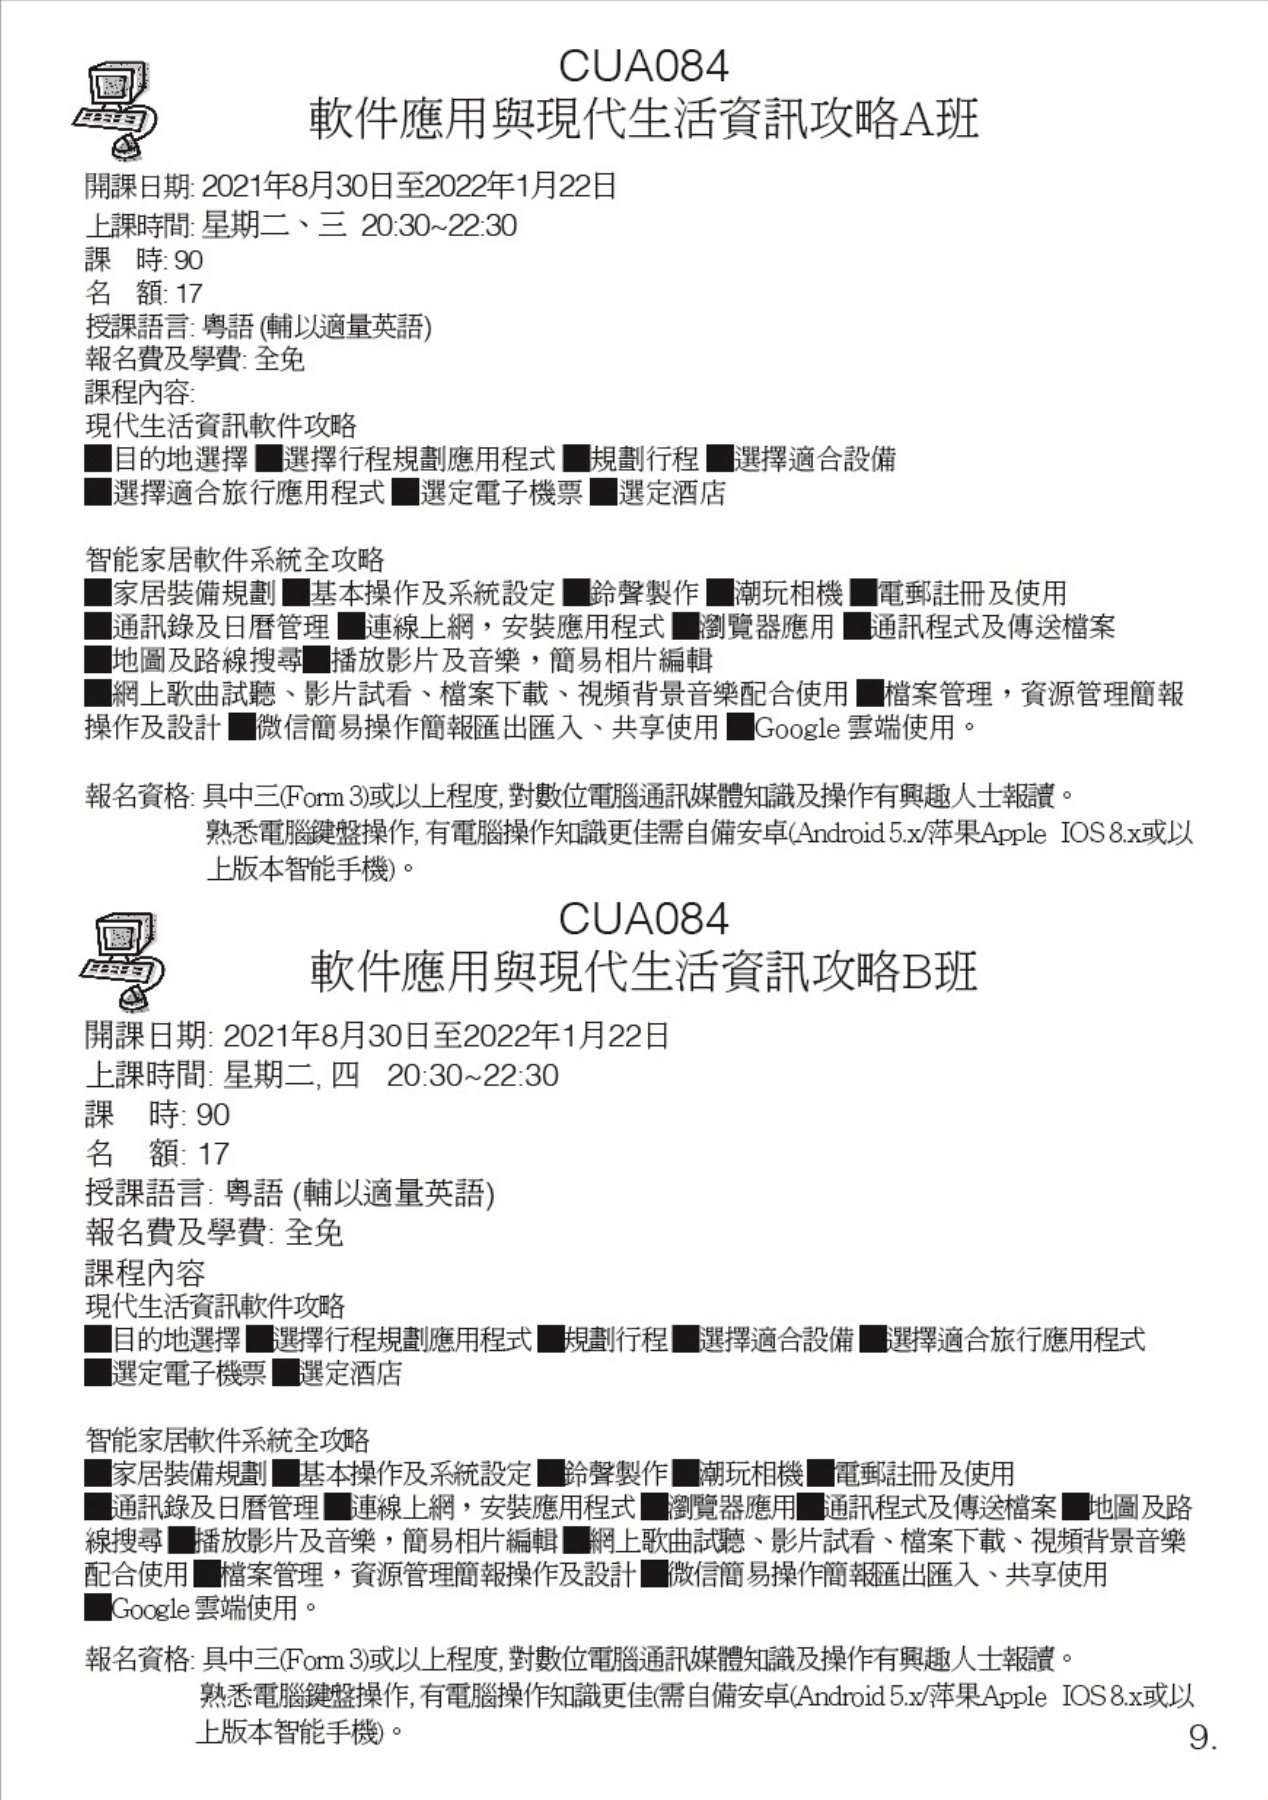 CUA084
軟件應用與現代生活資訊攻略A班
開課日期: 2021年8月30日至2022年1月22日
上課時間: 星期二、三 20:30~22:30
課 時: 90
名 額: 17
授課語言: 粵語 (輔以適量英語)
報名費及學費: 全免
課程內容:
現代生活資訊軟件攻略
■目的地選擇 ■選擇行程規劃應用程式 ■規劃行程 ■選擇適合設備
■選擇適合旅行應用程式 ■選定電子機票 ■選定酒店
智能家居軟件系統全攻略
■家居裝備規劃 ■基本操作及系統設定 ■鈴聲製作 ■潮玩相機 ■電郵註冊及使用
■通訊錄及日曆管理 ■連線上網，安裝應用程式 ■瀏覽器應用 ■通訊程式及傳送檔案
■地圖及路線搜尋■播放影片及音樂，簡易相片編輯
■網上歌曲試聽、影片試看、檔案下載、視頻背景音樂配合使用 ■檔案管理，資源管理簡報
操作及設計 ■微信簡易操作簡報匯出匯入、共享使用 ■Google 雲端使用。
報名資格: 具中三(Form 3)或以上程度, 對數位電腦通訊媒體知識及操作有興趣人士報讀。
熟悉電腦鍵盤操作, 有電腦操作知識更佳需自備安卓(Android 5.x/萍果Apple IOS 8.x或以
上版本智能手機)。
CUA084
軟件應用與現代生活資訊攻略B班
開課日期: 2021年8月30日至2022年1月22日
上課時間: 星期二, 四 20:30~22:30
課 時: 90
名 額: 17
授課語言: 粵語 (輔以適量英語)
報名費及學費: 全免
課程內容
現代生活資訊軟件攻略
■目的地選擇 ■選擇行程規劃應用程式 ■規劃行程 ■選擇適合設備 ■選擇適合旅行應用程式
■選定電子機票 ■選定酒店
智能家居軟件系統全攻略
■家居裝備規劃 ■基本操作及系統設定 ■鈴聲製作 ■潮玩相機 ■電郵註冊及使用
■通訊錄及日曆管理 ■連線上網，安裝應用程式 ■瀏覽器應用■通訊程式及傳送檔案 ■地圖及路
線搜尋 ■播放影片及音樂，簡易相片編輯 ■網上歌曲試聽、影片試看、檔案下載、視頻背景音樂
配合使用 ■檔案管理，資源管理簡報操作及設計 ■微信簡易操作簡報匯出匯入、共享使用
■Google 雲端使用。
報名資格: 具中三(Form 3)或以上程度, 對數位電腦通訊媒體知識及操作有興趣人士報讀。
熟悉電腦鍵盤操作, 有電腦操作知識更佳(需自備安卓(Android 5.x/萍果Apple IOS 8.x或以
上版本智能手機)。
9.